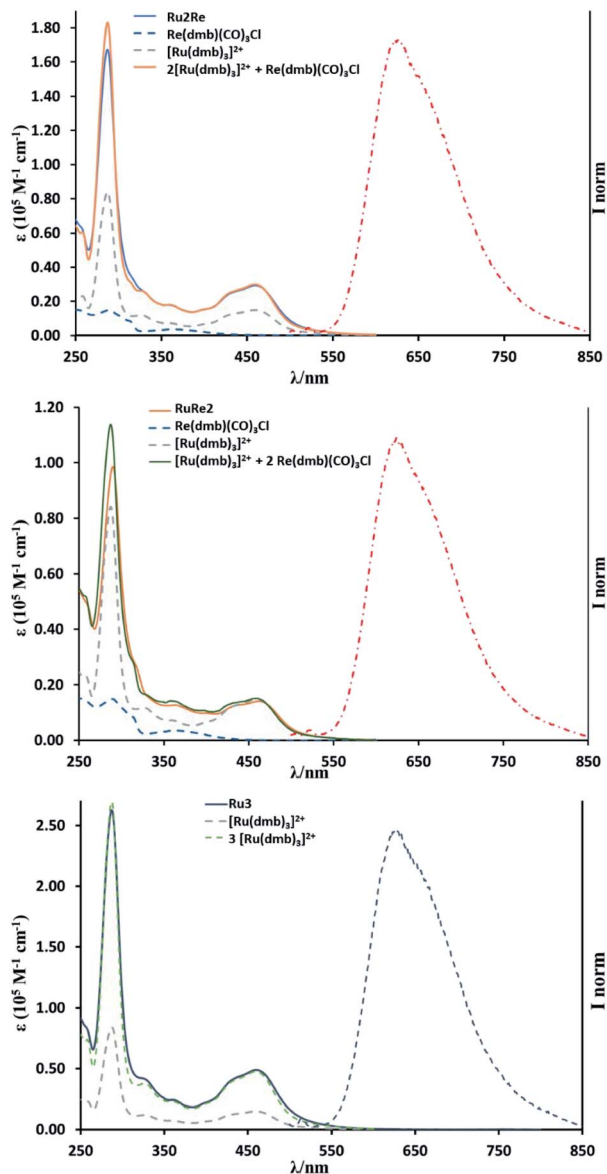 Ru2Re
Re(dmb)(CO)₃Cl
[Ru(dmb)₃]²⁺
2[Ru(dmb)₃]²⁺ + Re(dmb)(CO)₃Cl
1.80
1.60
1.40
1.20
1.00
0.80
0.60
0.40
0.20
0.00
ε (10⁵ M⁻¹ cm⁻¹)
I norm
250 350 450 550 650 750 850
λ/nm
RuRe2
Re(dmb)(CO)₃Cl
[Ru(dmb)₃]²⁺
[Ru(dmb)₃]²⁺ + 2 Re(dmb)(CO)₃Cl
1.20
1.00
0.80
0.60
0.40
0.20
0.00
ε (10⁵ M⁻¹ cm⁻¹)
I norm
250 350 450 550 650 750 850
λ/nm
Ru3
[Ru(dmb)₃]²⁺
3 [Ru(dmb)₃]²⁺
2.50
2.00
1.50
1.00
0.50
0.00
ε (10⁵ M⁻¹ cm⁻¹)
I norm
250 350 450 550 650 750 850
λ/nm